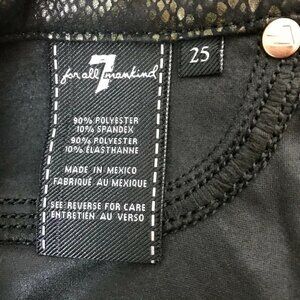 7
for all mankind
25
90% POLYESTER
10% SPANDEX
90% POLYESTER
10% ÉLASTHANNE
MADE IN MEXICO
FABRIQUÉ AU MEXIQUE
SEE REVERSE FOR CARE
ENTRETIEN AU VERSO